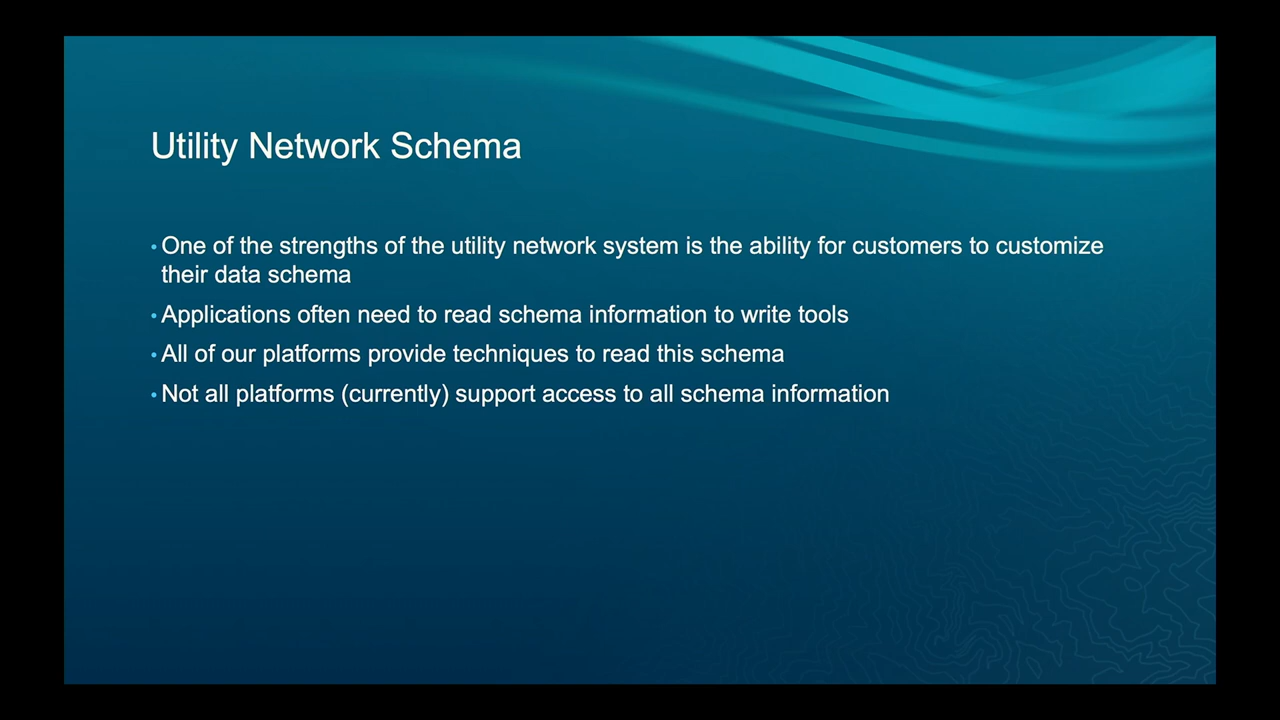 Utility Network Schema
• One of the strengths of the utility network system is the ability for customers to customize
their data schema
• Applications often need to read schema information to write tools
• All of our platforms provide techniques to read this schema
• Not all platforms (currently) support access to all schema information